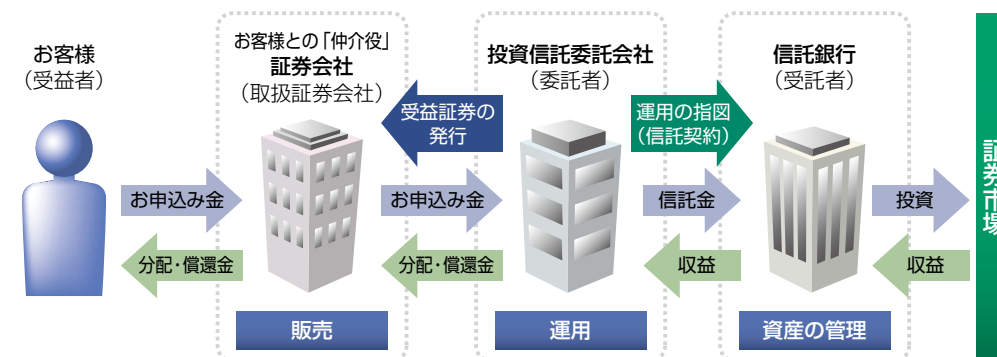 お客様
（受益者）
お客様との「仲介役」
証券会社
（取扱証券会社）
投資信託委託会社
（委託者）
信託銀行
（受託者）
受益証券の
発行
運用の指図
（信託契約）
お申込み金
お申込み金
信託金
投資
分配・償還金
分配・償還金
収益
収益
証券市場
販売
運用
資産の管理